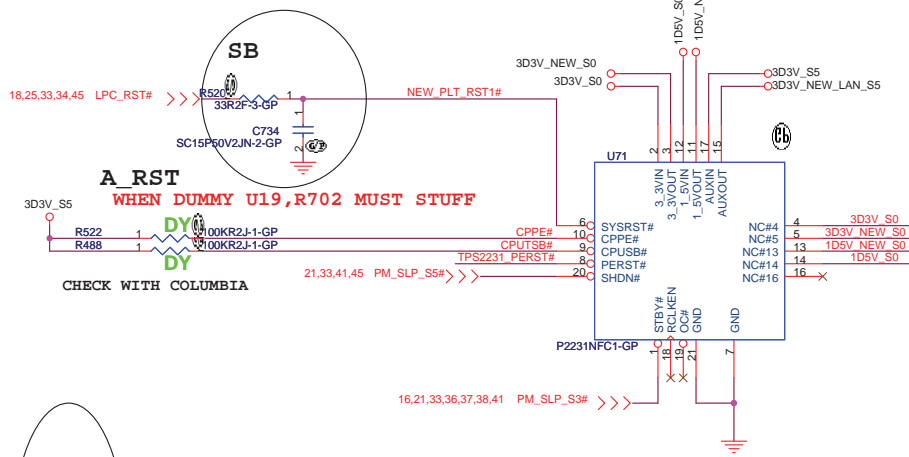 1D5V_S0
1D5V_N
SB
3D3V_NEW_S0
3D3V_S5
3D3V_S0
3D3V_NEW_LAN_S5
18,25,33,34,45 LPC_RST#
R520
1
33R2F-3-GP
NEW_PLT_RST1#
1
C734
SC15P50V2JN-2-GP
2
2
3
12
11
17
15
U71
3_3VIN
3_3VOUT
1_5VIN
1_5VOUT
AUXIN
AUXOUT
A_RST
WHEN DUMMY U19,R702 MUST STUFF
3D3V_S5
R522 1 DY 100KR2J-1-GP CPPE#
R488 1 DY 100KR2J-1-GP CPUTSB#
TPS2231_PERST#
CHECK WITH COLUMBIA
21,33,41,45 PM_SLP_S5#
6 SYSRST#
10 CPPE#
9 CPUSB#
8 PERST#
20 SHDN#
NC#4 4 3D3V_S0
NC#5 5 3D3V_NEW_S0
NC#13 13 1D5V_NEW_S0
NC#14 14 1D5V_S0
NC#16 16
STBY#
RCLKEN
OC#
GND
GND
P2231NFC1-GP
1
18
19
21
7
16,21,33,36,37,38,41 PM_SLP_S3#